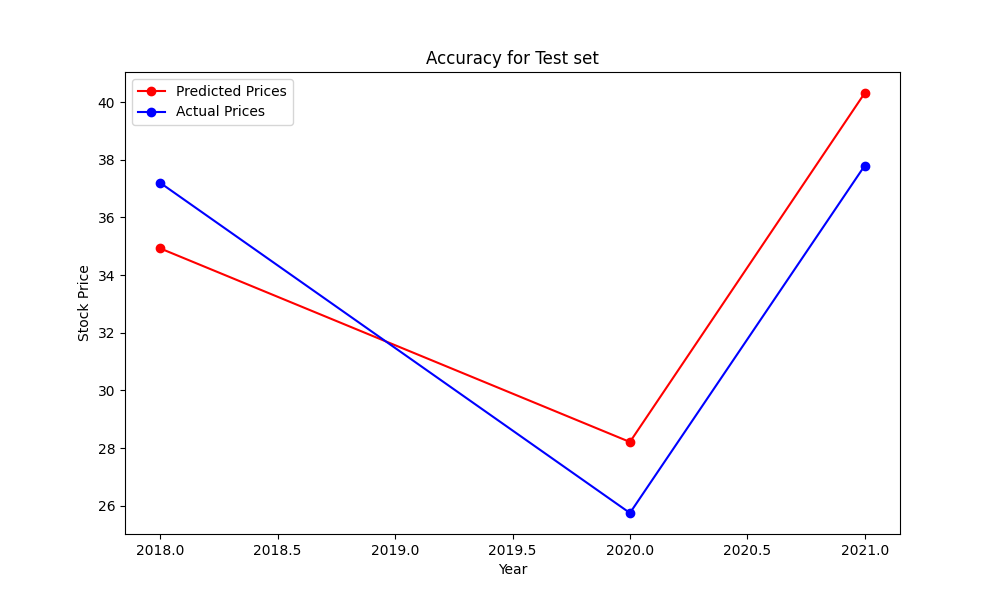 Accuracy for Test set
Predicted Prices
Actual Prices
40
38
36
34
32
30
28
26
Stock Price
2018.0 2018.5 2019.0 2019.5 2020.0 2020.5 2021.0
Year